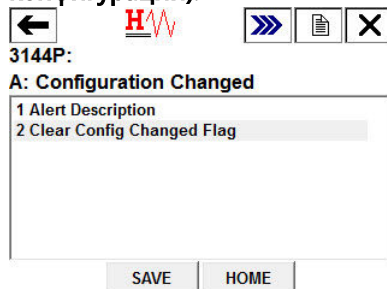 H
3144P:
A: Configuration Changed
1 Alert Description
2 Clear Config Changed Flag
SAVE HOME